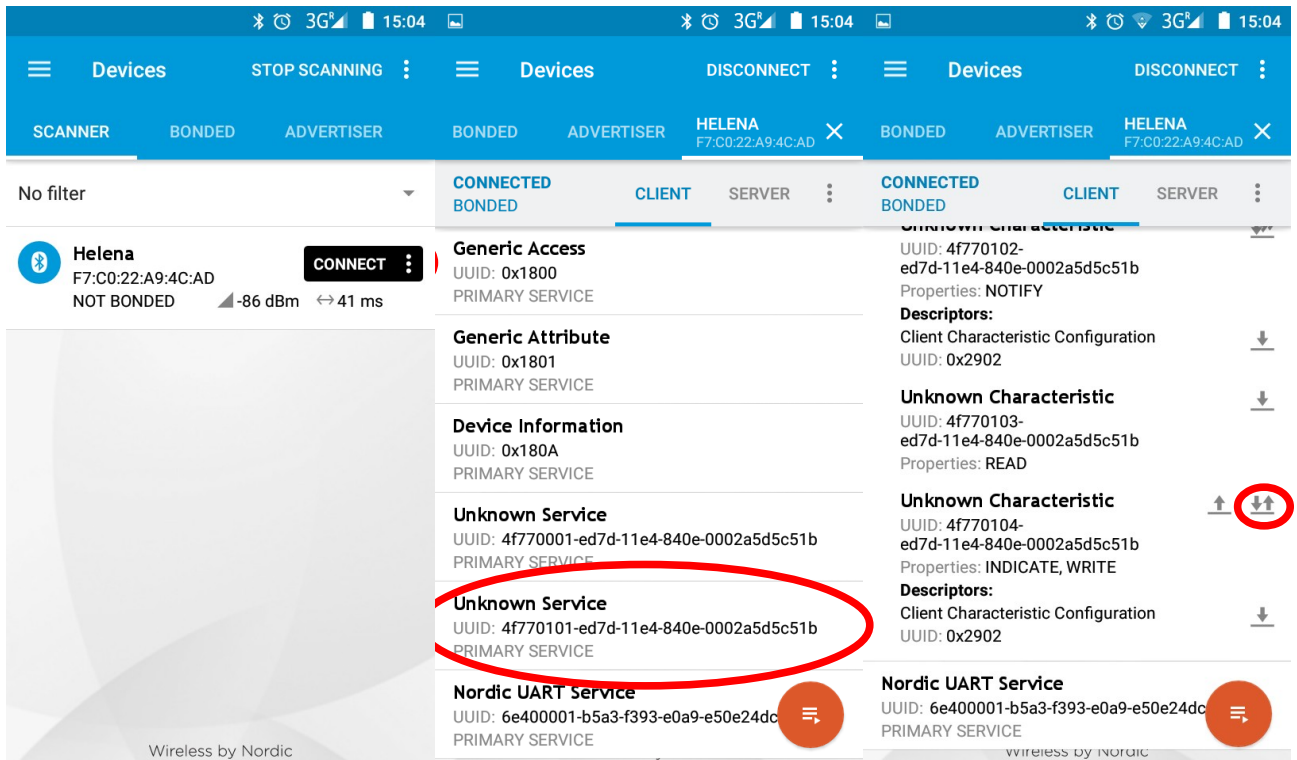 3G R 15:04
Devices STOP SCANNING
SCANNER BONDED ADVERTISER
No filter
Helena
F7:C0:22:A9:4C:AD
CONNECT
NOT BONDED -86 dBm 41 ms
Wireless by Nordic
3G R 15:04
Devices DISCONNECT
BONDED ADVERTISER HELENA
F7:C0:22:A9:4C:AD
CONNECTED
BONDED
CLIENT SERVER
Generic Access
UUID: 0x1800
PRIMARY SERVICE
Generic Attribute
UUID: 0x1801
PRIMARY SERVICE
Device Information
UUID: 0x180A
PRIMARY SERVICE
Unknown Service
UUID: 4f770001-ed7d-11e4-840e-0002a5d5c51b
PRIMARY SERVICE
Unknown Service
UUID: 4f770101-ed7d-11e4-840e-0002a5d5c51b
PRIMARY SERVICE
Nordic UART Service
UUID: 6e400001-b5a3-f393-e0a9-e50e24dc
PRIMARY SERVICE
3G R 15:04
Devices DISCONNECT
BONDED ADVERTISER HELENA
F7:C0:22:A9:4C:AD
CONNECTED
BONDED
CLIENT SERVER
Unknown Characteristic
UUID: 4f770102-
ed7d-11e4-840e-0002a5d5c51b
Properties: NOTIFY
Descriptors:
Client Characteristic Configuration
UUID: 0x2902
Unknown Characteristic
UUID: 4f770103-
ed7d-11e4-840e-0002a5d5c51b
Properties: READ
Unknown Characteristic
UUID: 4f770104-
ed7d-11e4-840e-0002a5d5c51b
Properties: INDICATE, WRITE
Descriptors:
Client Characteristic Configuration
UUID: 0x2902
Nordic UART Service
UUID: 6e400001-b5a3-f393-e0a9-e50e24dc
PRIMARY SERVICE
Wireless by Nordic